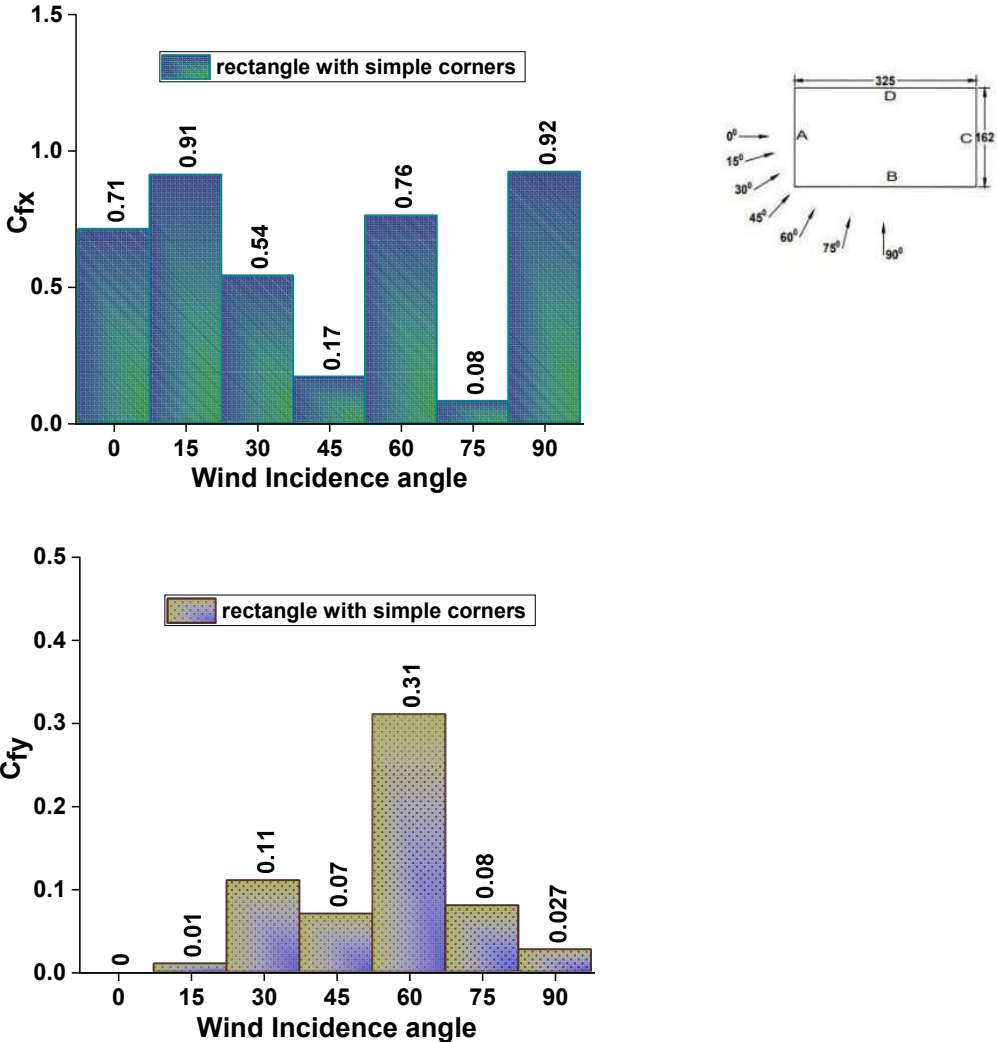 1.5
1.0
0.5
0.0
Cfx
rectangle with simple corners
0.71
0.91
0.54
0.17
0.76
0.08
0.92
0 15 30 45 60 75 90
Wind Incidence angle
325
D
A
C
162
B
0⁰
15⁰
30⁰
45⁰
60⁰
75⁰
90⁰
0.5
0.4
0.3
0.2
0.1
0.0
Cfy
rectangle with simple corners
0
0.01
0.11
0.07
0.31
0.08
0.027
0 15 30 45 60 75 90
Wind Incidence angle